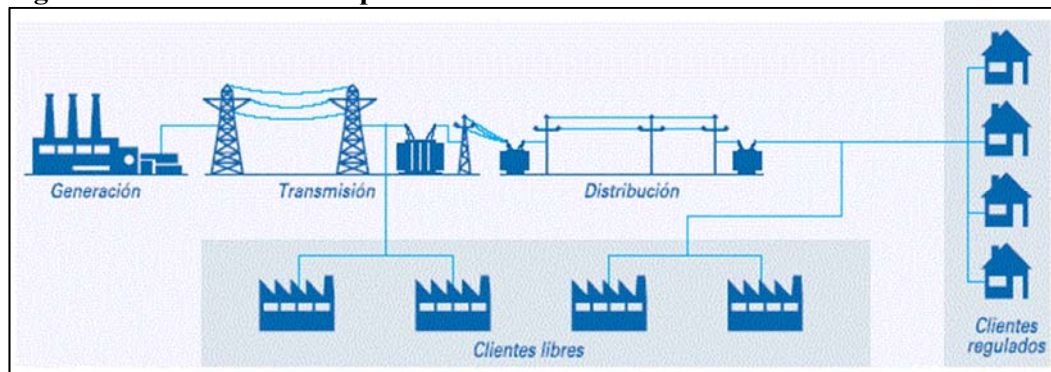 Generación
Transmisión
Distribución
Clientes libres
Clientes
regulados